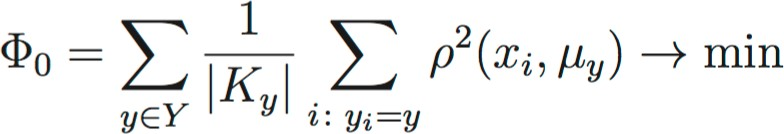 Φ₀ = ∑_{y∈Y} 1/|K_y| ∑_{i: y_i=y} ρ²(x_i, μ_y) → min